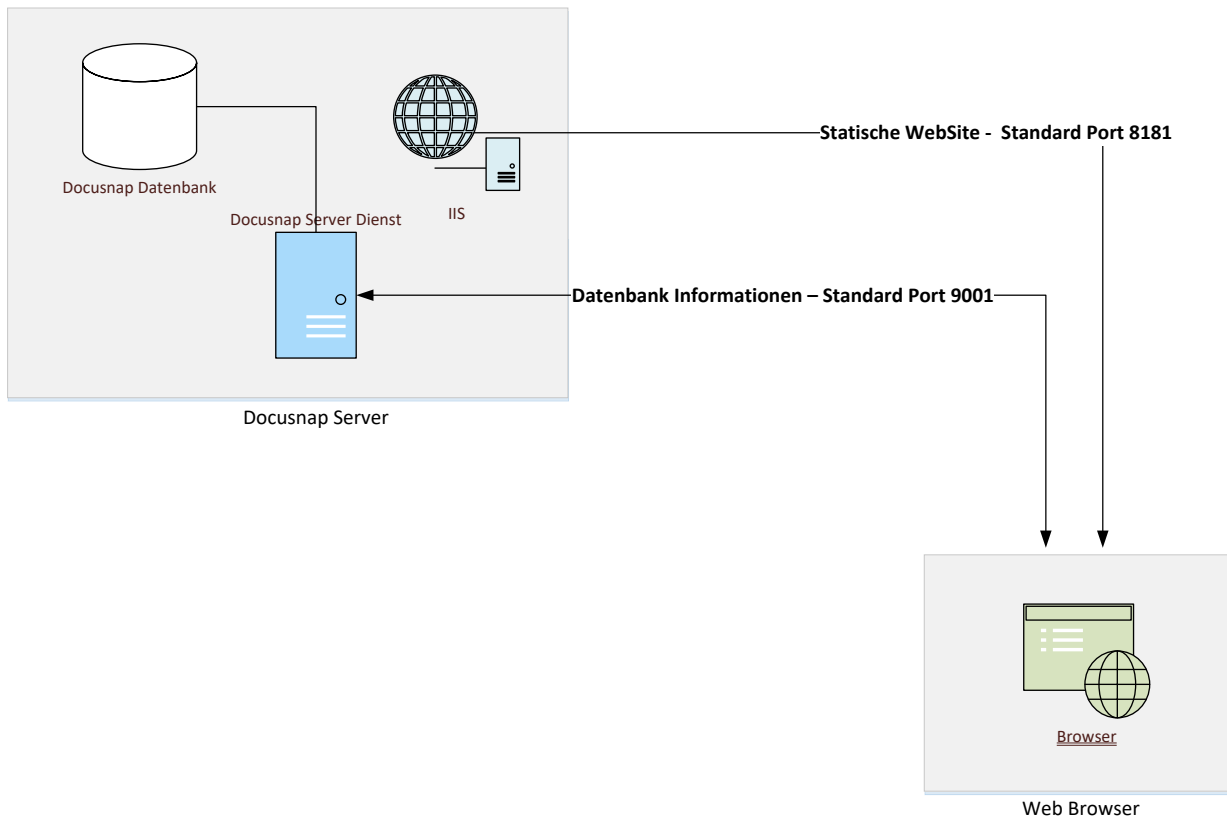 Statische WebSite - Standard Port 8181
Docusnap Datenbank
Docusnap Server Dienst
IIS
Datenbank Informationen – Standard Port 9001
Docusnap Server
Browser
Web Browser